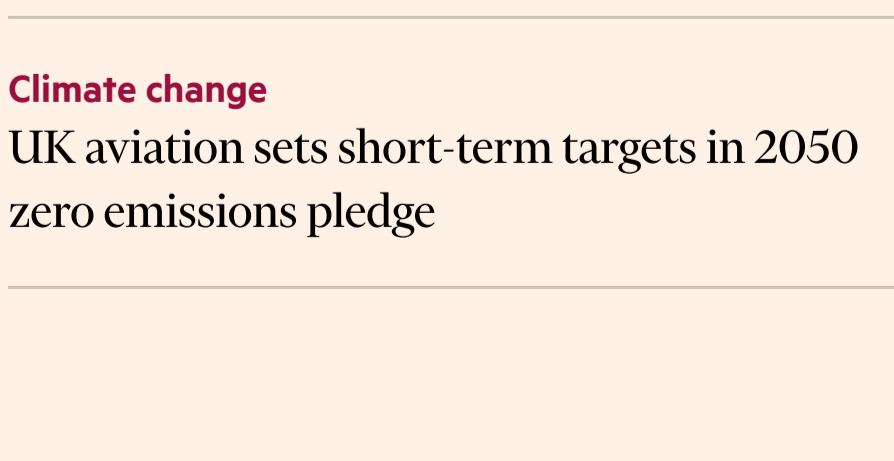 Climate change
UK aviation sets short-term targets in 2050
zero emissions pledge